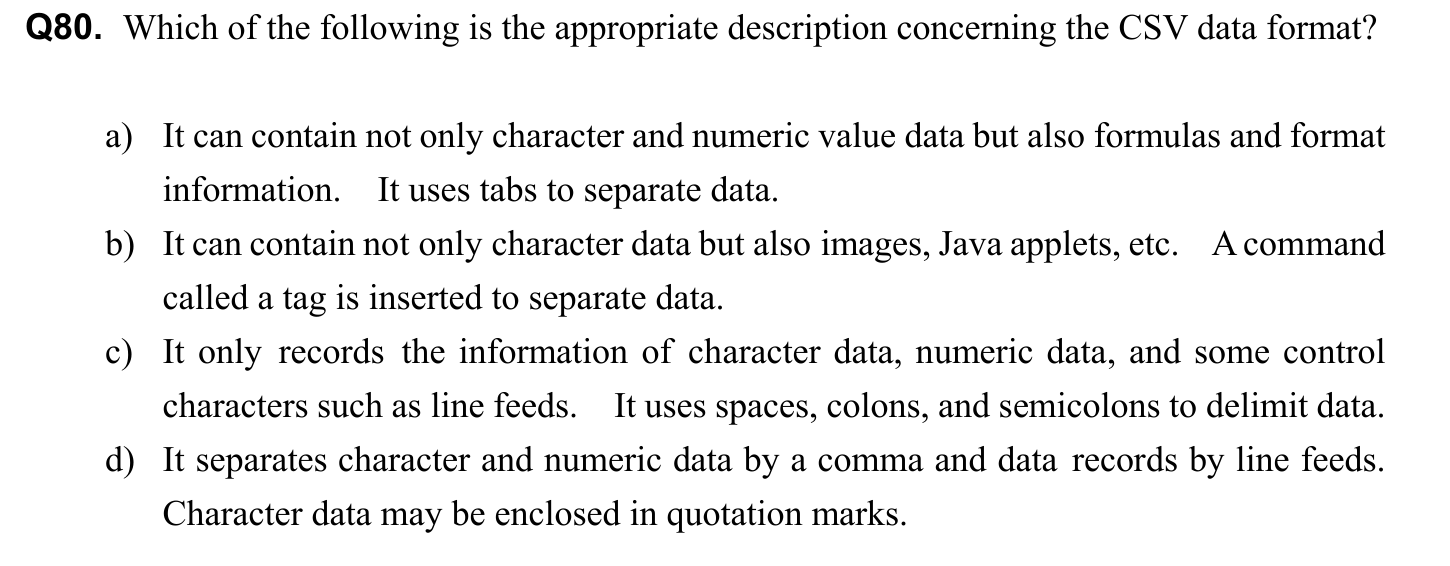 Q80. Which of the following is the appropriate description concerning the CSV data format?
a) It can contain not only character and numeric value data but also formulas and format
information. It uses tabs to separate data.
b) It can contain not only character data but also images, Java applets, etc. A command
called a tag is inserted to separate data.
c) It only records the information of character data, numeric data, and some control
characters such as line feeds. It uses spaces, colons, and semicolons to delimit data.
d) It separates character and numeric data by a comma and data records by line feeds.
Character data may be enclosed in quotation marks.